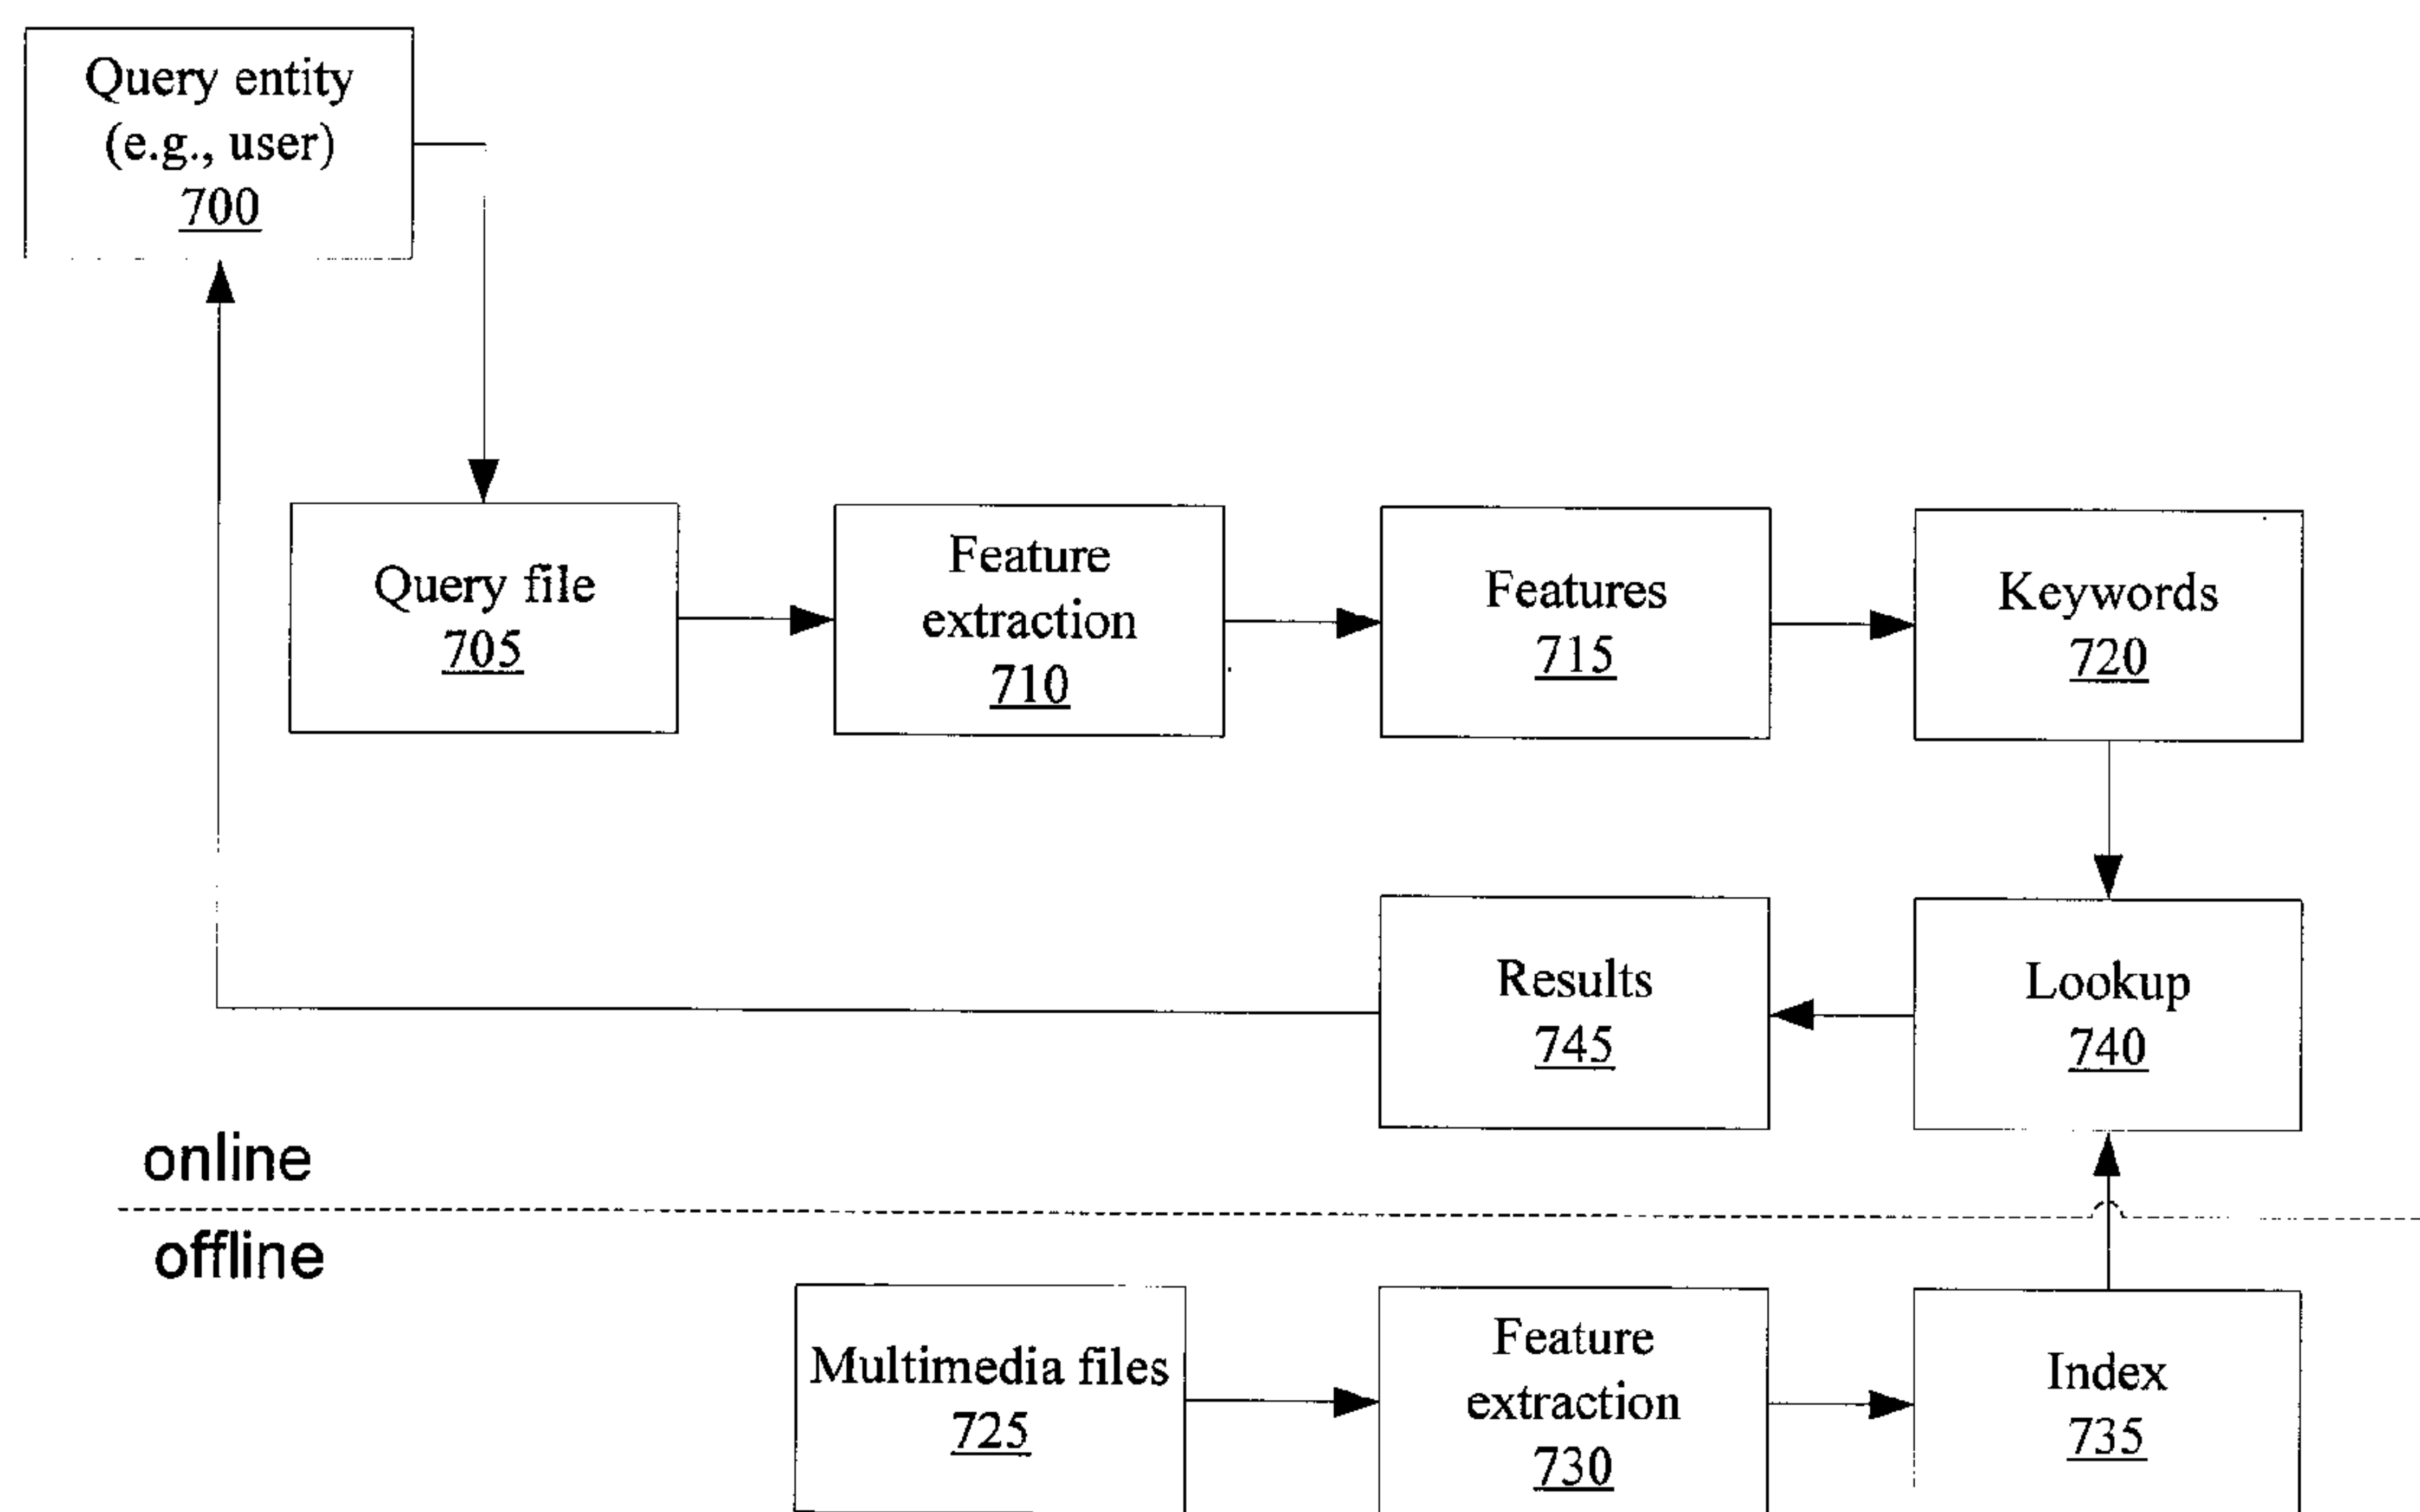 Query entity
(e.g., user)
700
Query file
705
Feature
extraction
710
Features
715
Keywords
720
Results
745
Lookup
740
online
offline
Multimedia files
725
Feature
extraction
730
Index
735